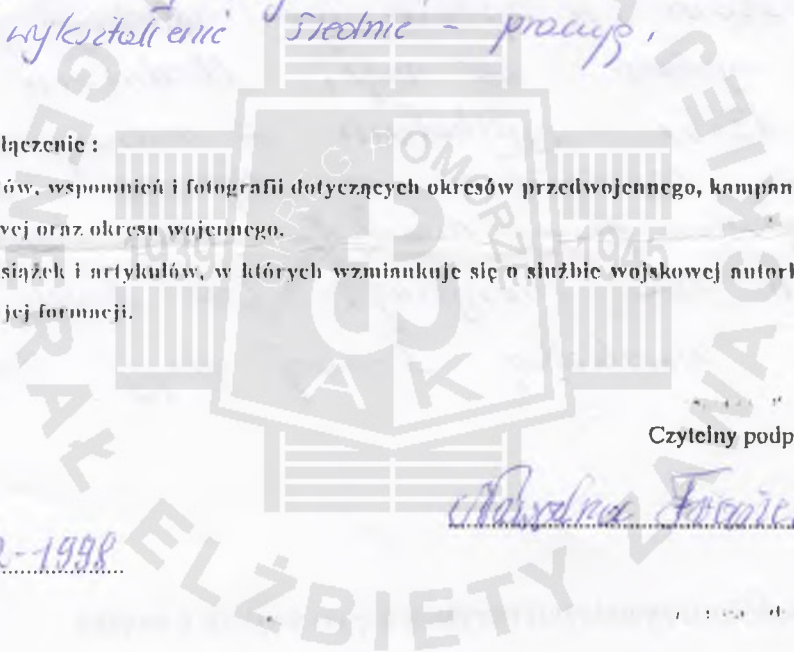 wykształcenie średnie - pracuję,
łączenie :
ów, wspomnień i fotografii dotyczących okresów przedwojennego, kampan
wej oraz okresu wojennego.
siążek i artykułów, w których wzmiankuje się o służbie wojskowej autork
jej formacji.
Czytelny podp
-1998
OKRĘG POMORZE
1939
1945
AK
GENERAŁ ELŻBIETY ZAWACKIEJ